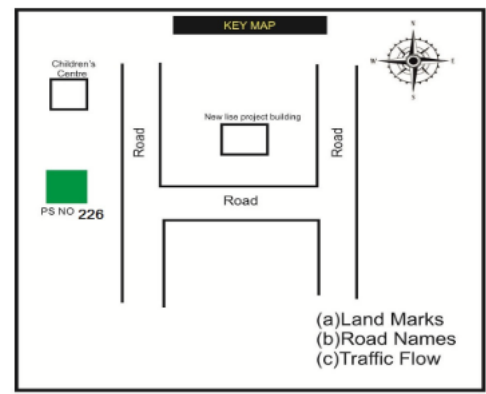 KEY MAP
N
W
E
S
Children's
Centre
New lise project building
Road
Road
Road
PS NO 226
(a)Land Marks
(b)Road Names
(c)Traffic Flow